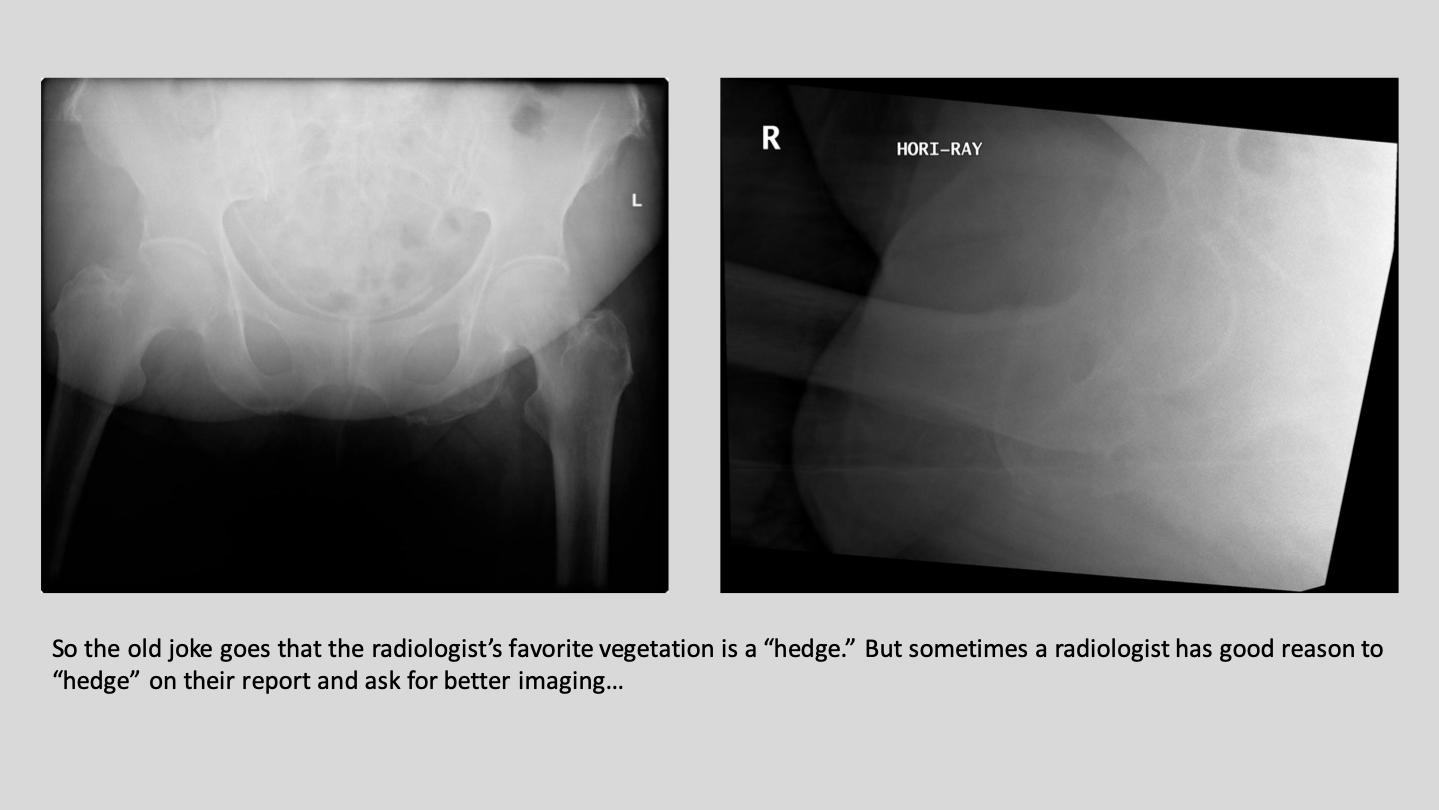 R
HORI-RAY
L
So the old joke goes that the radiologist’s favorite vegetation is a “hedge.” But sometimes a radiologist has good reason to
“hedge” on their report and ask for better imaging…